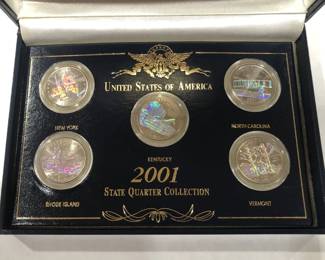 UNITED STATES OF AMERICA
NEW YORK
NORTH CAROLINA
KENTUCKY
2001
STATE QUARTER COLLECTION
RHODE ISLAND
VERMONT